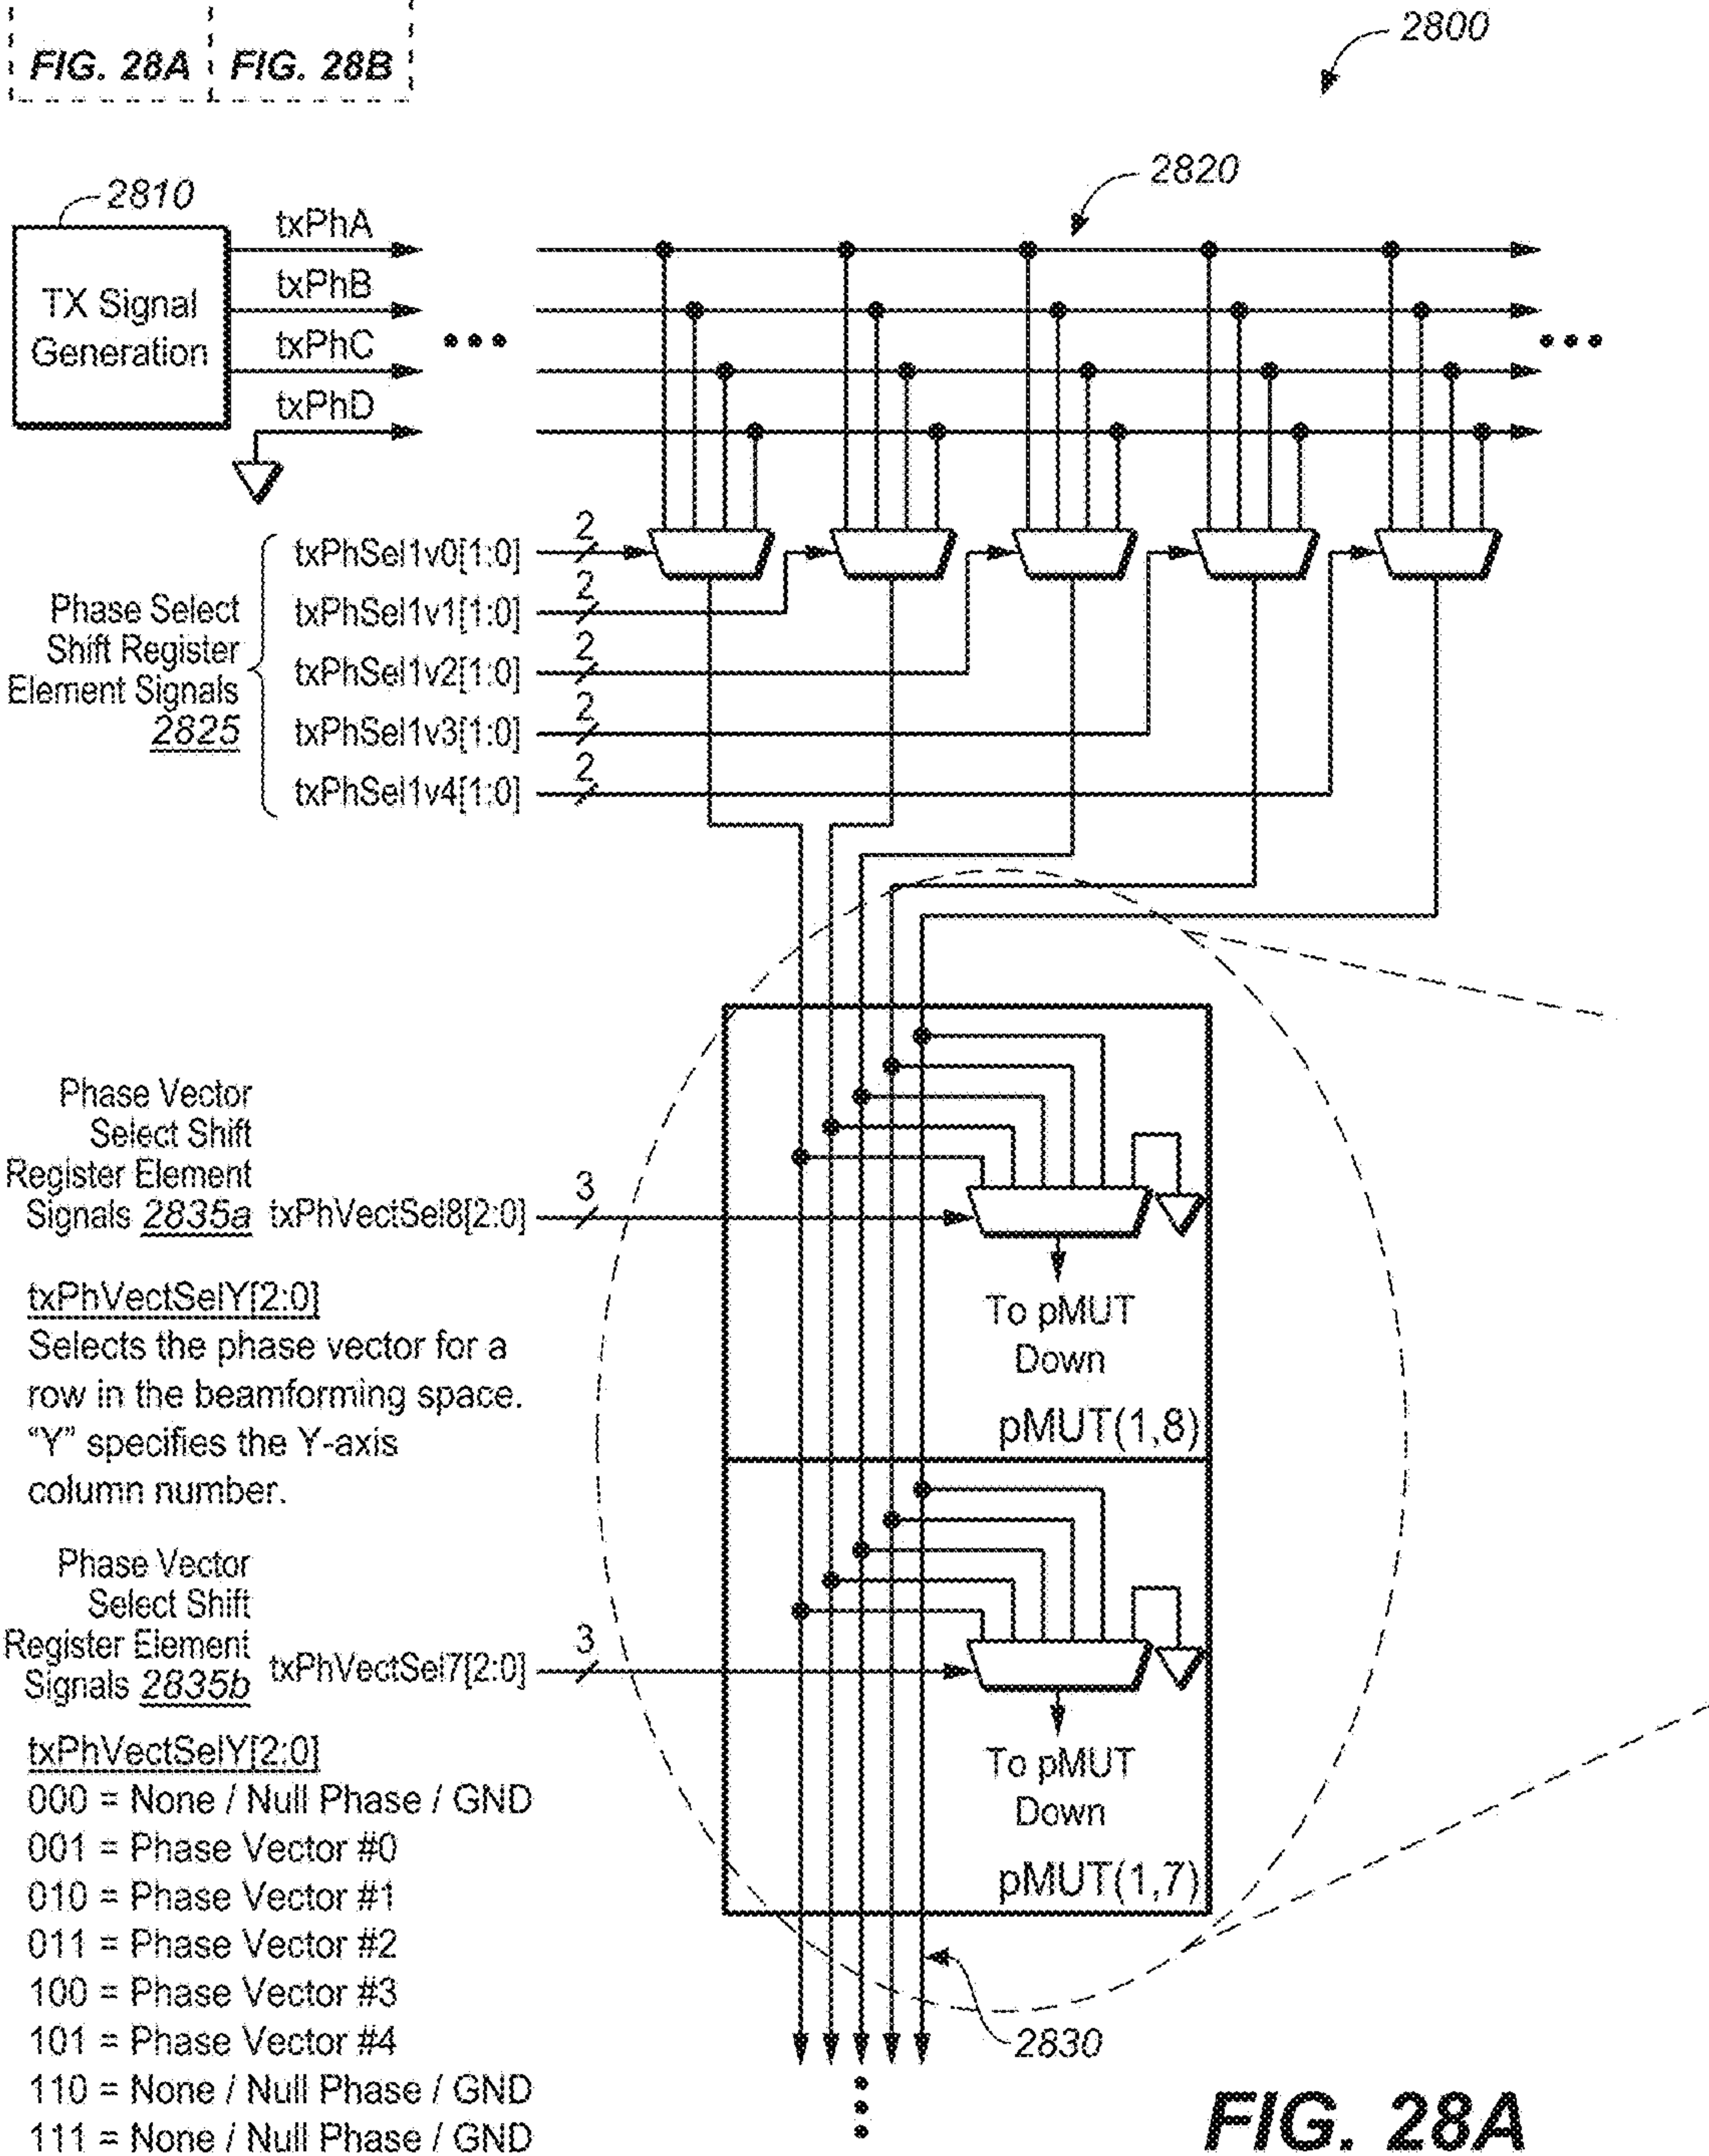 FIG. 28A FIG. 28B
2800
2820
2810
TX Signal
Generation
txPhA
txPhB
txPhC
txPhD
Phase Select
Shift Register
Element Signals
2825
txPhSel1v0[1:0] 2
txPhSel1v1[1:0] 2
txPhSel1v2[1:0] 2
txPhSel1v3[1:0] 2
txPhSel1v4[1:0] 2
Phase Vector
Select Shift
Register Element
Signals 2835a txPhVectSel8[2:0] 3
To pMUT
Down
pMUT(1,8)
txPhVectSelY[2:0]
Selects the phase vector for a
row in the beamforming space.
“Y” specifies the Y-axis
column number.
Phase Vector
Select Shift
Register Element
Signals 2835b txPhVectSel7[2:0] 3
To pMUT
Down
pMUT(1,7)
txPhVectSelY[2:0]
000 = None / Null Phase / GND
001 = Phase Vector #0
010 = Phase Vector #1
011 = Phase Vector #2
100 = Phase Vector #3
101 = Phase Vector #4
110 = None / Null Phase / GND
111 = None / Null Phase / GND
2830
FIG. 28A